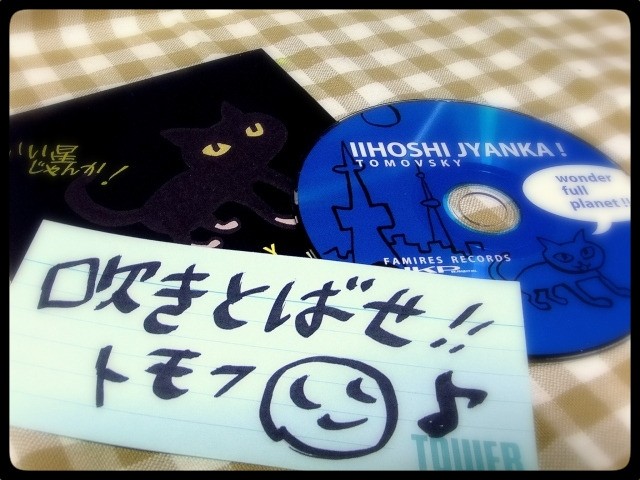 いい星
じゃんか!
IIHOSHI JYANKA!
TOMOVSKY
wonder
full
planet!!
FAMIRES RECORDS
吹きとばせ!!
トモフ
TOWER